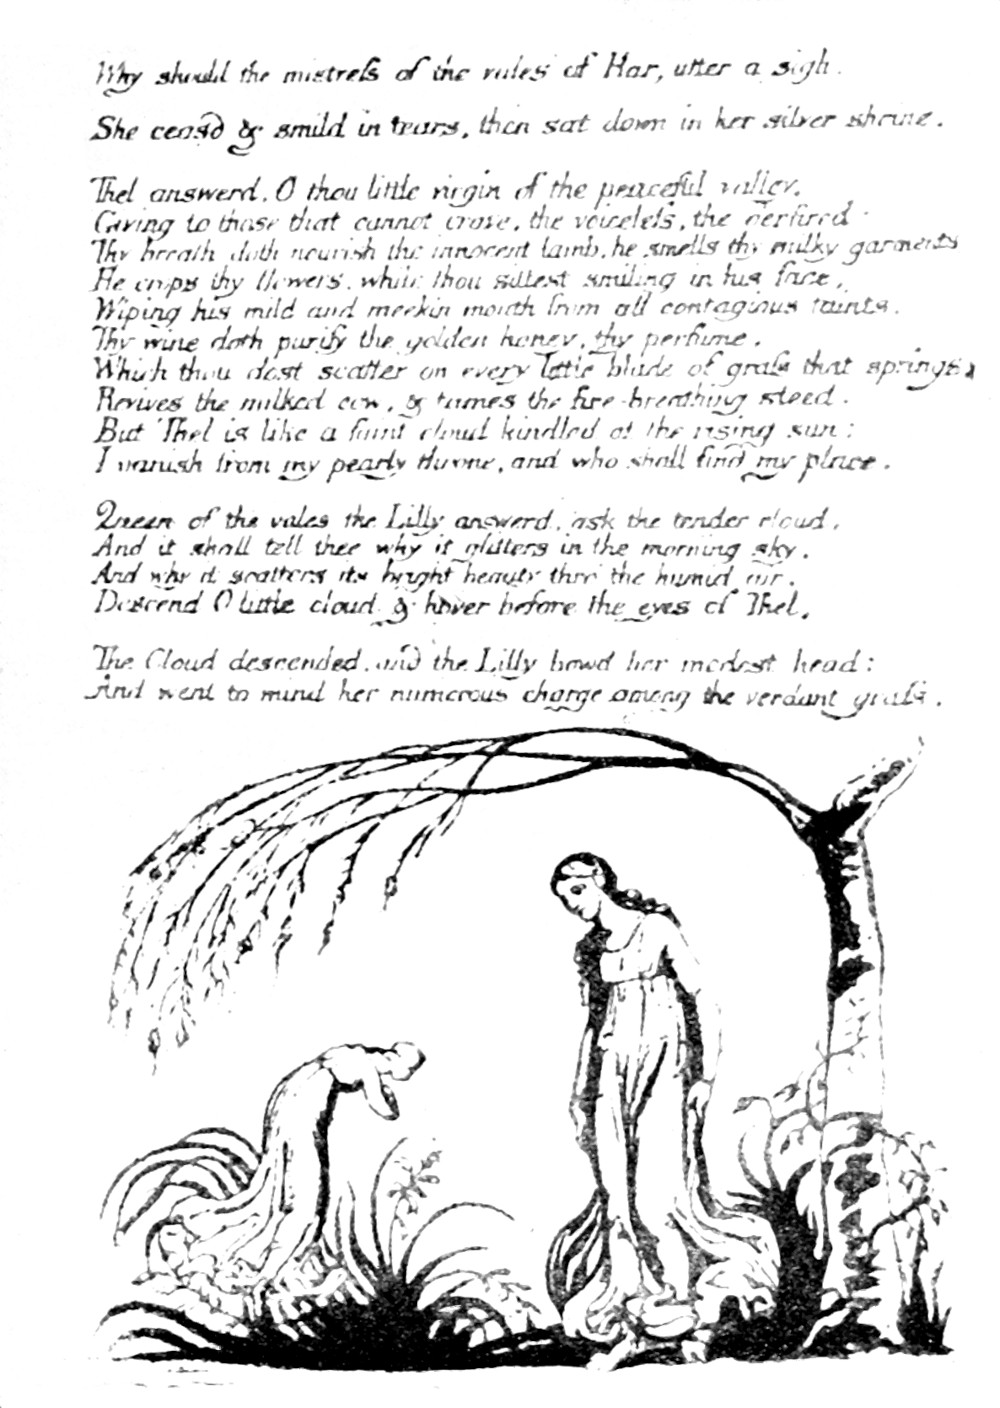 Why should the mistress of the vales of Har, utter a sigh.
She ceasd & smild in tears, then sat down in her silver shrine.
Thel answerd. O thou little virgin of the peaceful valley.
Giving to those that cannot crave, the voiceless, the oertired.
Thy breath doth nourish the innocent lamb, he smells thy milky garments
He crops thy flowers. while thou sittest smiling in his face,
Wiping his mild and meekin mouth from all contagious taints.
Thy wine doth purify the golden honey, thy perfume,
Which thou dost scatter on every little blade of grass that springs
Revives the milked cow, & tames the fire-breathing steed.
But Thel is like a faint cloud kindled at the rising sun:
I vanish from my pearly throne, and who shall find my place.
Queen of the vales the Lilly answerd, ask the tender cloud,
And it shall tell thee why it glitters in the morning sky,
And why it scatters its bright beauty thro' the humid air.
Descend O little cloud & hover before the eyes of Thel.
The Cloud descended, and the Lilly bowd her modest head:
And went to mind her numerous charge among the verdant grass.